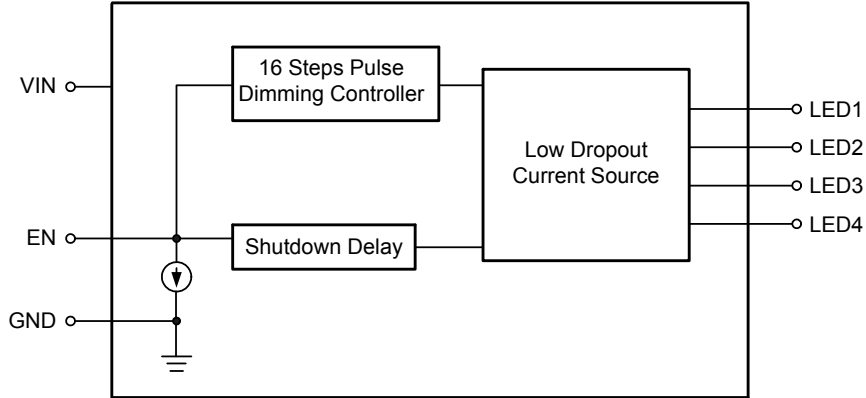 16 Steps Pulse
Dimming Controller
VIN
LED1
LED2
LED3
LED4
Low Dropout
Current Source
EN
Shutdown Delay
GND